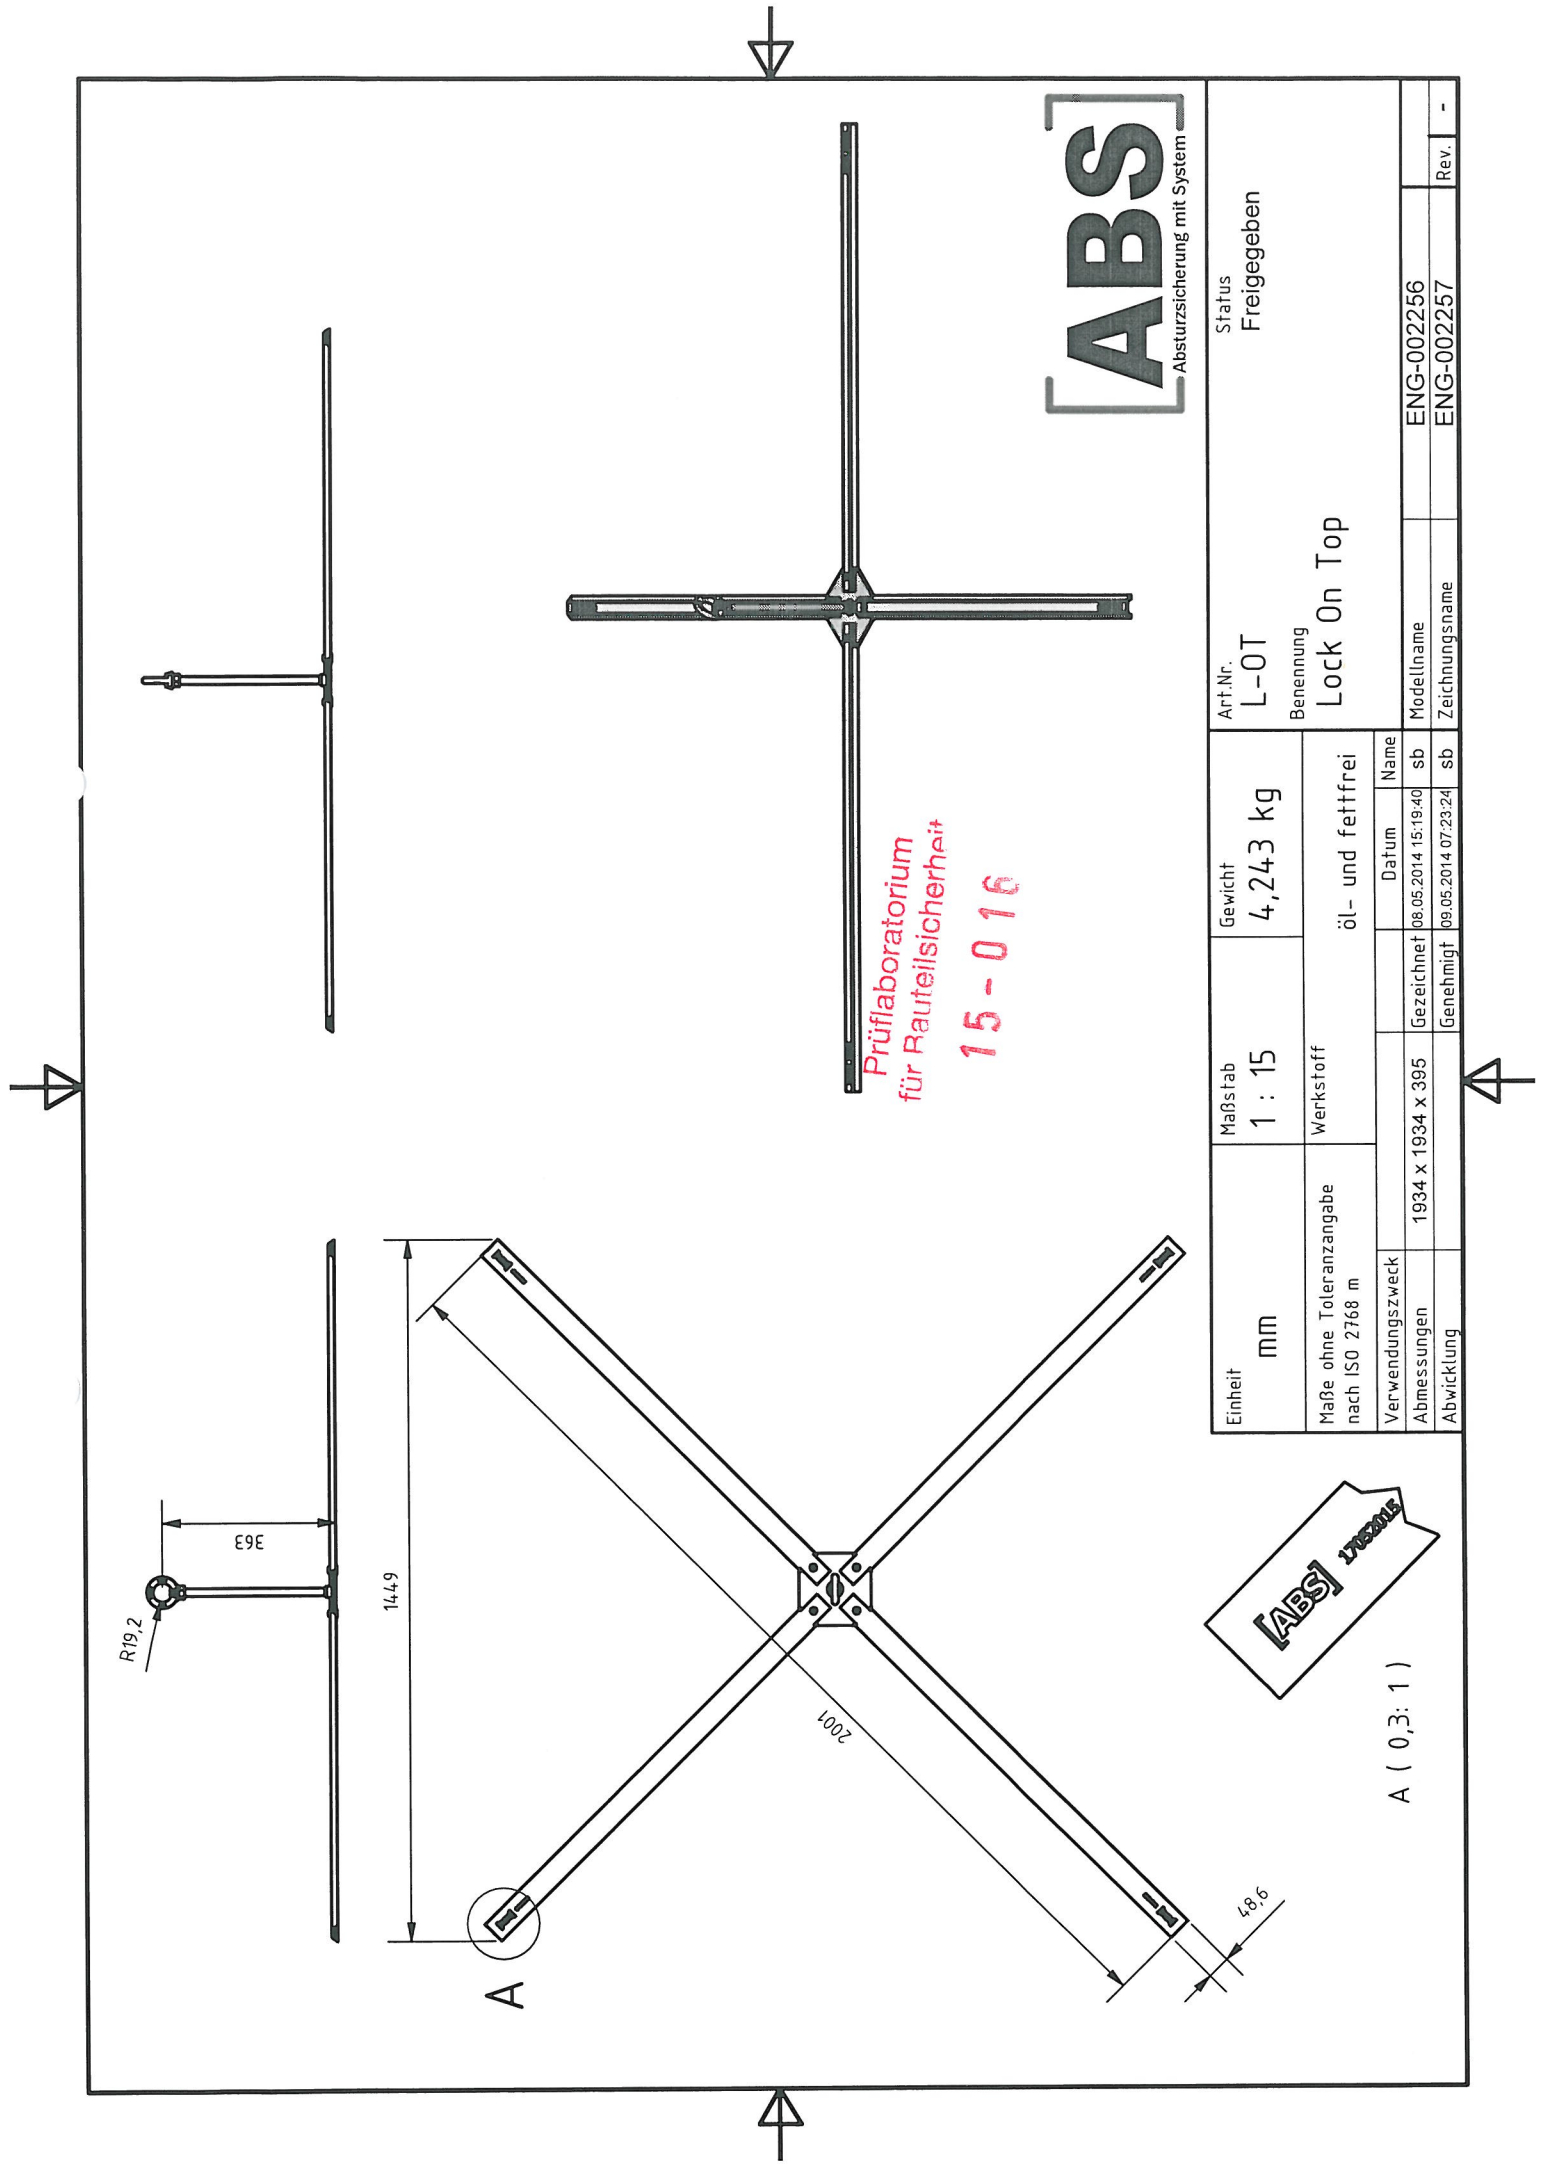 R19,2
363
1449
2001
48,6
A
A ( 0,3: 1 )
[ABS]
17052015
Prüflaboratorium
für Bauteilsicherheit
15-016
[ABS]
Absturzsicherung mit System
Einheit
mm
Maßstab
1 : 15
Gewicht
4,243 kg
Art.Nr.
L-OT
Status
Freigegeben
Maße ohne Toleranzangabe
nach ISO 2768 m
Werkstoff
öl- und fettfrei
Benennung
Lock On Top
Verwendungszweck
Datum
Name
Abmessungen
1934 x 1934 x 395
Gezeichnet
08.05.2014 15:19:40
sb
Modellname
ENG-002256
Abwicklung
Genehmigt
09.05.2014 07:23:24
sb
Zeichnungsname
ENG-002257
Rev.
-